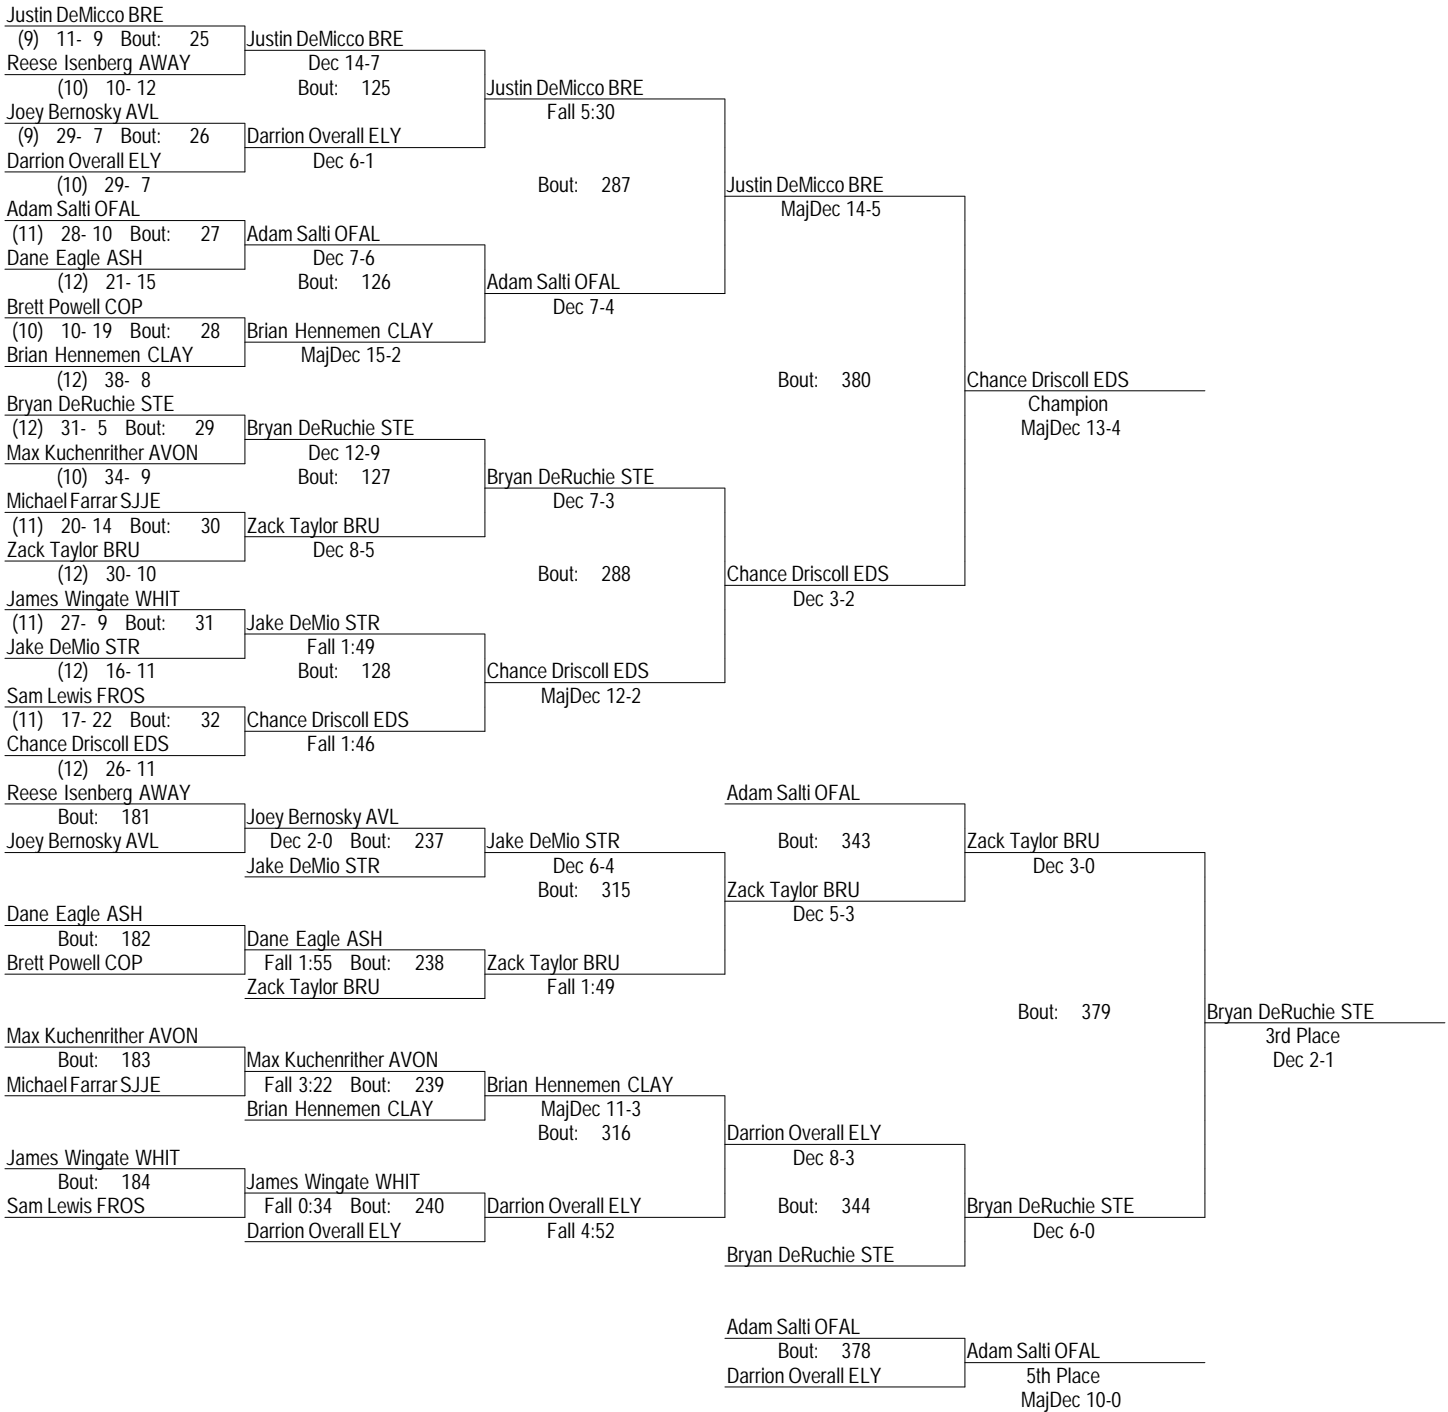 Justin DeMicco BRE
(9) 11- 9 Bout: 25 Justin DeMicco BRE
Reese Isenberg AWAY Dec 14-7
(10) 10- 12 Bout: 125 Justin DeMicco BRE
Joey Bernosky AVL Fall 5:30
(9) 29- 7 Bout: 26 Darrion Overall ELY
Darrion Overall ELY Dec 6-1
(10) 29- 7 Bout: 287 Justin DeMicco BRE
Adam Salti OFAL MajDec 14-5
(11) 28- 10 Bout: 27 Adam Salti OFAL
Dane Eagle ASH Dec 7-6
(12) 21- 15 Bout: 126 Adam Salti OFAL
Brett Powell COP Dec 7-4
(10) 10- 19 Bout: 28 Brian Hennemen CLAY
Brian Hennemen CLAY MajDec 15-2
(12) 38- 8 Bout: 380 Chance Driscoll EDS
Bryan DeRuchie STE Champion
(12) 31- 5 Bout: 29 Bryan DeRuchie STE MajDec 13-4
Max Kuchenrither AVON Dec 12-9
(10) 34- 9 Bout: 127 Bryan DeRuchie STE
Michael Farrar SJJE Dec 7-3
(11) 20- 14 Bout: 30 Zack Taylor BRU
Zack Taylor BRU Dec 8-5
(12) 30- 10 Bout: 288 Chance Driscoll EDS
James Wingate WHIT Dec 3-2
(11) 27- 9 Bout: 31 Jake DeMio STR
Jake DeMio STR Fall 1:49
(12) 16- 11 Bout: 128 Chance Driscoll EDS
Sam Lewis FROS MajDec 12-2
(11) 17- 22 Bout: 32 Chance Driscoll EDS
Chance Driscoll EDS Fall 1:46
(12) 26- 11
Reese Isenberg AWAY Adam Salti OFAL
Bout: 181 Joey Bernosky AVL
Joey Bernosky AVL Dec 2-0 Bout: 237 Jake DeMio STR Bout: 343 Zack Taylor BRU
Jake DeMio STR Dec 6-4 Dec 3-0
Bout: 315 Zack Taylor BRU
Dane Eagle ASH Dec 5-3
Bout: 182 Dane Eagle ASH
Brett Powell COP Fall 1:55 Bout: 238 Zack Taylor BRU
Zack Taylor BRU Fall 1:49
Bout: 379 Bryan DeRuchie STE
Max Kuchenrither AVON 3rd Place
Bout: 183 Max Kuchenrither AVON Dec 2-1
Michael Farrar SJJE Fall 3:22 Bout: 239 Brian Hennemen CLAY
Brian Hennemen CLAY MajDec 11-3
Bout: 316 Darrion Overall ELY
James Wingate WHIT Dec 8-3
Bout: 184 James Wingate WHIT
Sam Lewis FROS Fall 0:34 Bout: 240 Darrion Overall ELY Bout: 344 Bryan DeRuchie STE
Darrion Overall ELY Fall 4:52 Dec 6-0
Bryan DeRuchie STE
Adam Salti OFAL
Bout: 378 Adam Salti OFAL
Darrion Overall ELY 5th Place
MajDec 10-0